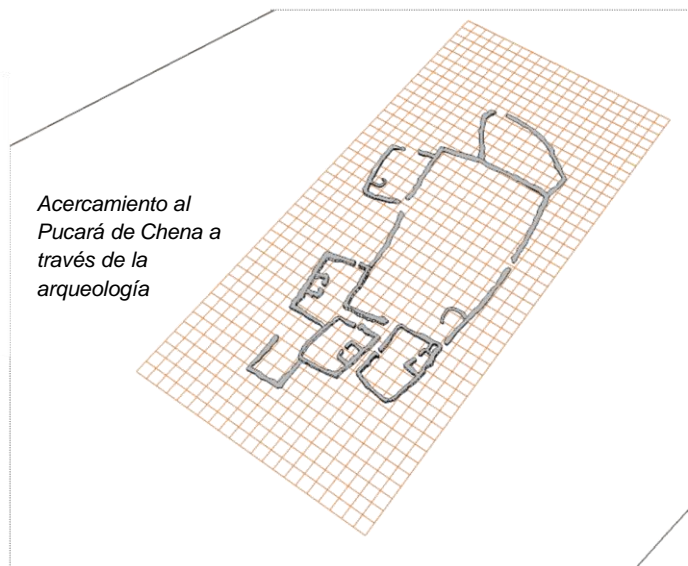 Acercamiento al
Pucará de Chena a
través de la
arqueología